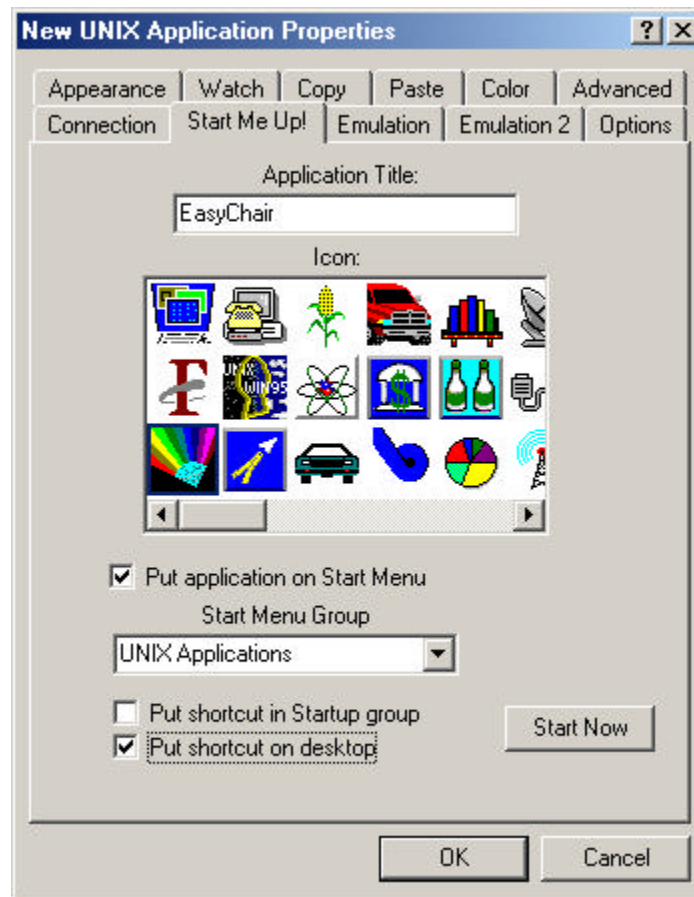 New UNIX Application Properties
Appearance Watch Copy Paste Color Advanced
Connection Start Me Up! Emulation Emulation 2 Options
Application Title:
EasyChair
Icon:
UNIX
WIN95
Put application on Start Menu
Start Menu Group
UNIX Applications
Put shortcut in Startup group
Start Now
Put shortcut on desktop
OK Cancel